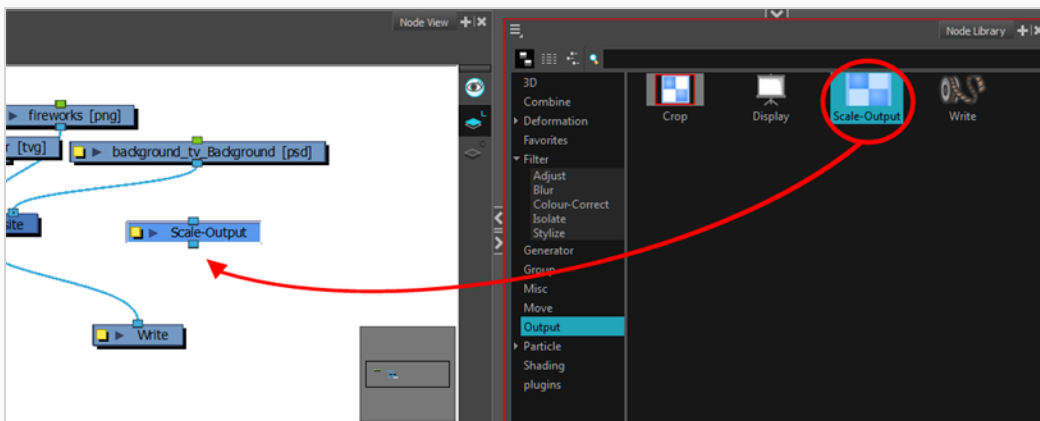 Node View
fireworks [png]
r [tvg]
background_tv_Background [psd]
site
Scale-Output
Write
Node Library
3D
Combine
Deformation
Favorites
Filter
Adjust
Blur
Colour-Correct
Isolate
Stylize
Generator
Group
Misc
Move
Output
Particle
Shading
plugins
Crop
Display
Scale-Output
Write